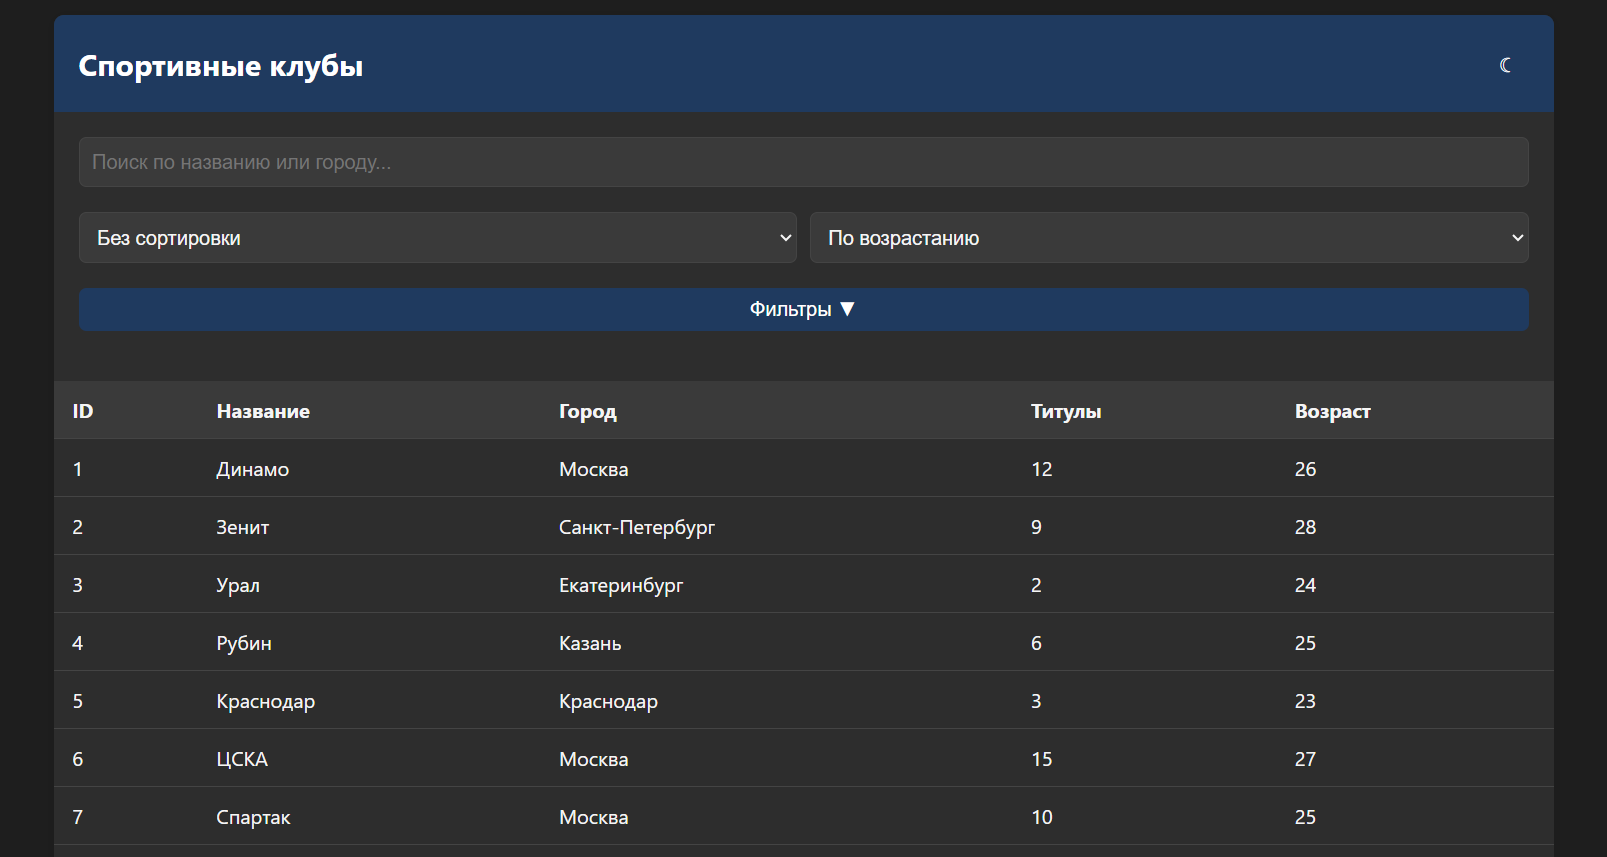 Спортивные клубы ☾
Поиск по названию или городу...
Без сортировки По возрастанию
Фильтры ▼
ID Название Город Титулы Возраст
1 Динамо Москва 12 26
2 Зенит Санкт-Петербург 9 28
3 Урал Екатеринбург 2 24
4 Рубин Казань 6 25
5 Краснодар Краснодар 3 23
6 ЦСКА Москва 15 27
7 Спартак Москва 10 25